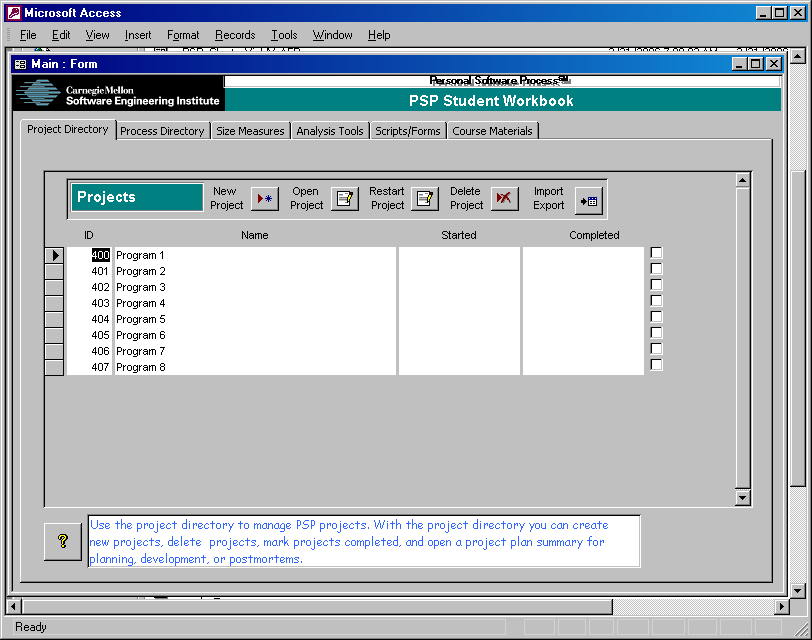 Microsoft Access
File Edit View Insert Format Records Tools Window Help
Main : Form
Carnegie Mellon
Software Engineering Institute
Personal Software Process℠
PSP Student Workbook
Project Directory Process Directory Size Measures Analysis Tools Scripts/Forms Course Materials
Projects
New Project
Open Project
Restart Project
Delete Project
Import Export
ID Name Started Completed
400 Program 1
401 Program 2
402 Program 3
403 Program 4
404 Program 5
405 Program 6
406 Program 7
407 Program 8
?
Use the project directory to manage PSP projects. With the project directory you can create
new projects, delete projects, mark projects completed, and open a project plan summary for
planning, development, or postmortems.
Ready